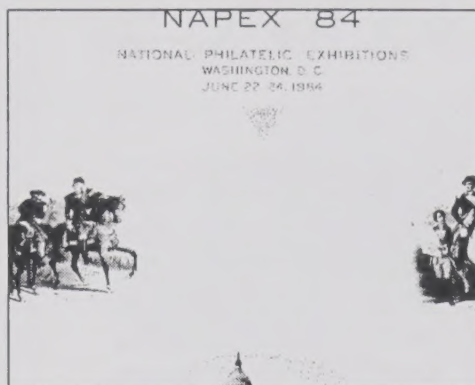 NAPEX 84
NATIONAL PHILATELIC EXHIBITIONS
WASHINGTON, D. C.
JUNE 22-24, 1984